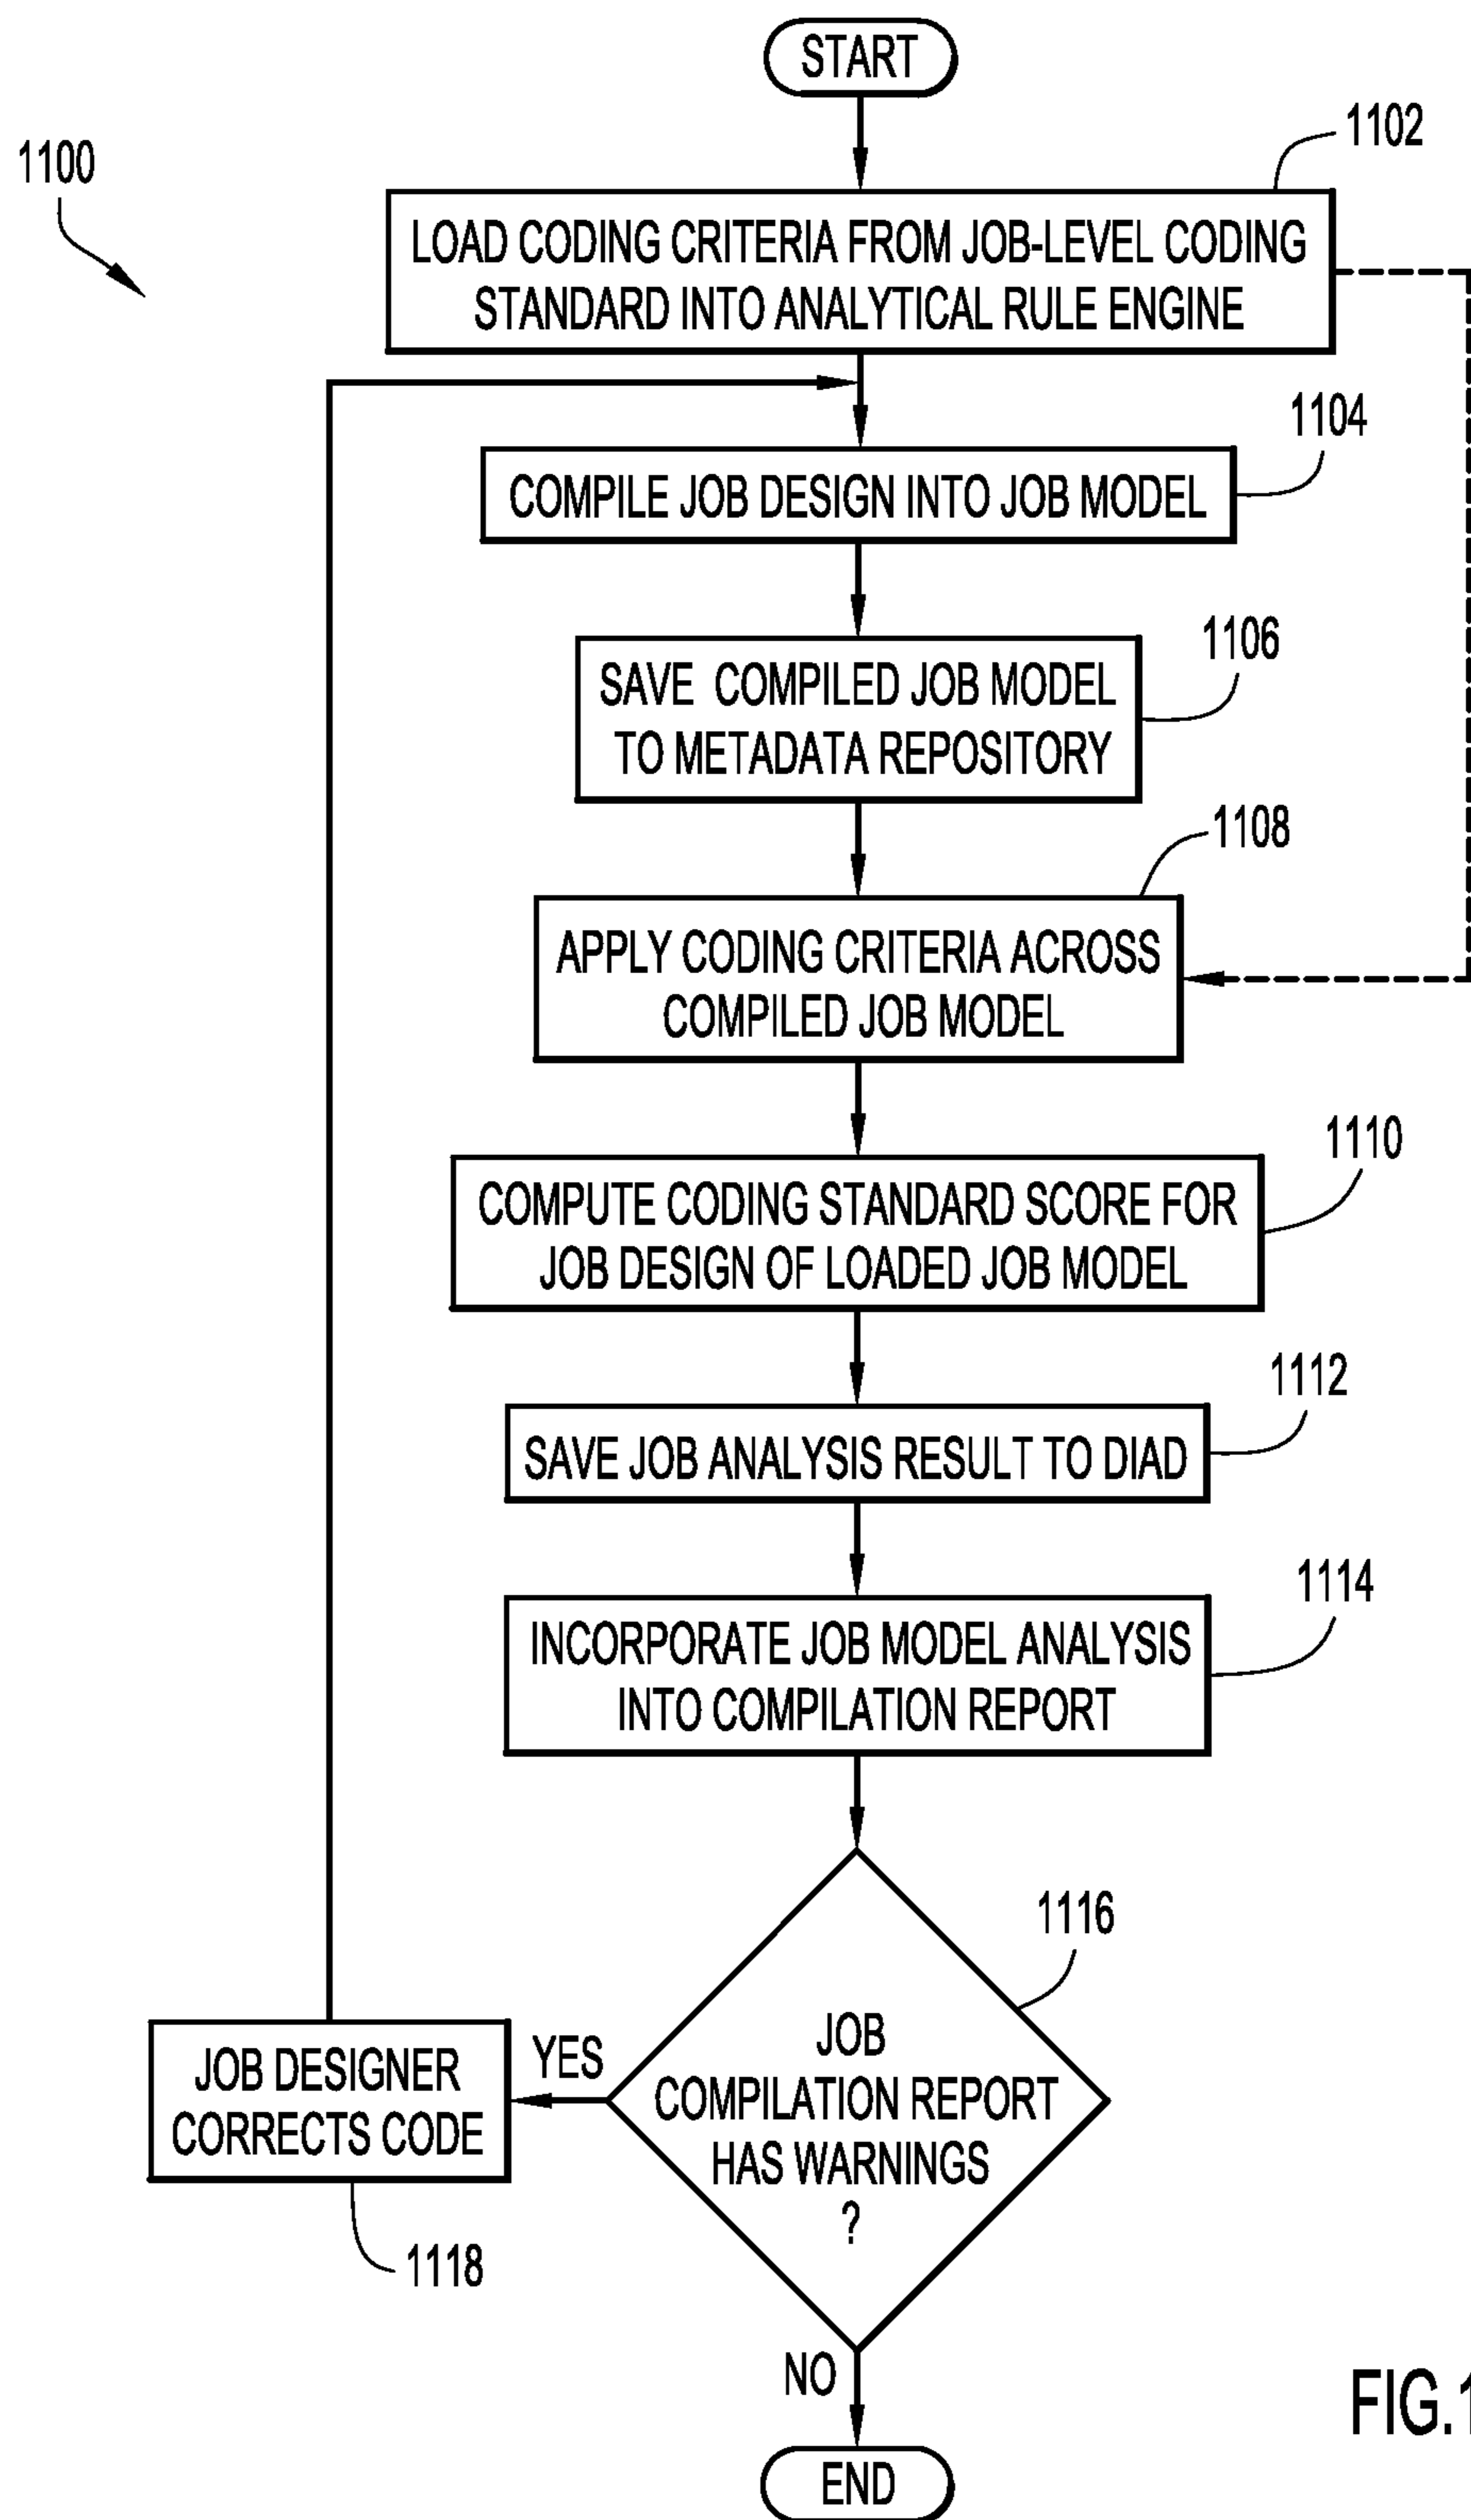 START
1100
1102
LOAD CODING CRITERIA FROM JOB-LEVEL CODING
STANDARD INTO ANALYTICAL RULE ENGINE
1104
COMPILE JOB DESIGN INTO JOB MODEL
1106
SAVE COMPILED JOB MODEL
TO METADATA REPOSITORY
1108
APPLY CODING CRITERIA ACROSS
COMPILED JOB MODEL
1110
COMPUTE CODING STANDARD SCORE FOR
JOB DESIGN OF LOADED JOB MODEL
1112
SAVE JOB ANALYSIS RESULT TO DIAD
1114
INCORPORATE JOB MODEL ANALYSIS
INTO COMPILATION REPORT
1116
JOB
COMPILATION REPORT
HAS WARNINGS
?
YES
JOB DESIGNER
CORRECTS CODE
1118
NO
FIG.1
END